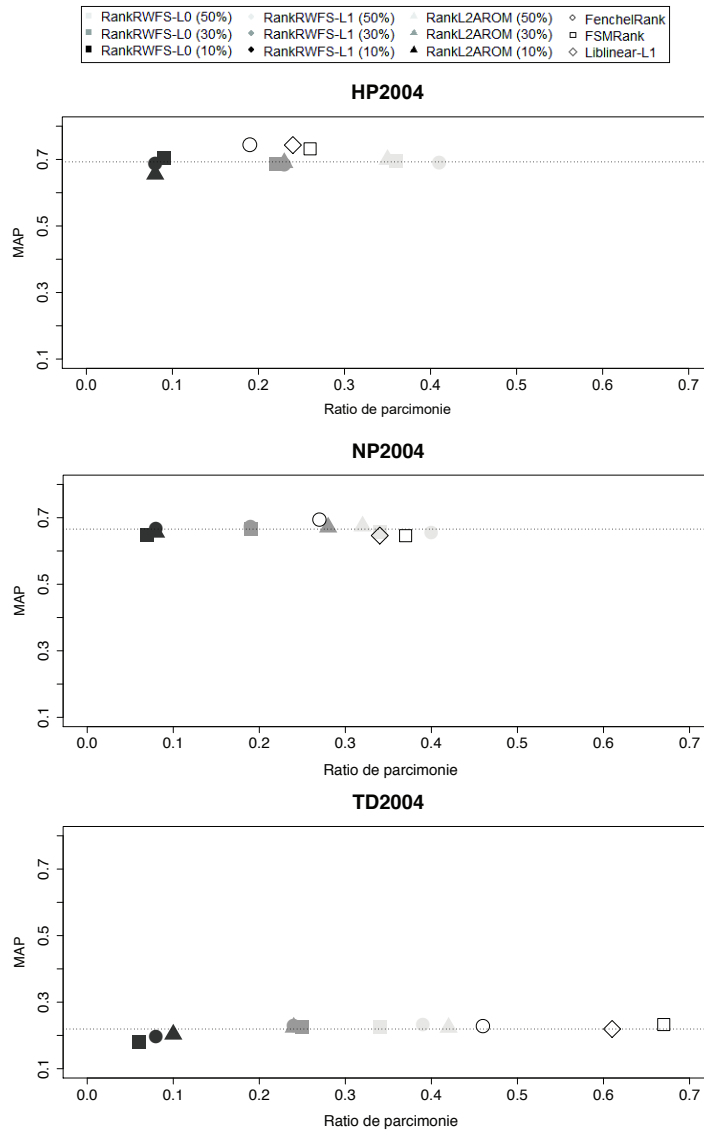 RankRWFS-L0 (50%) RankRWFS-L1 (50%) RankL2AROM (50%) FenchelRank
RankRWFS-L0 (30%) RankRWFS-L1 (30%) RankL2AROM (30%) FSMRank
RankRWFS-L0 (10%) RankRWFS-L1 (10%) RankL2AROM (10%) Liblinear-L1
HP2004
MAP
0.7
0.5
0.3
0.1
0.0 0.1 0.2 0.3 0.4 0.5 0.6 0.7
Ratio de parcimonie
NP2004
MAP
0.7
0.5
0.3
0.1
0.0 0.1 0.2 0.3 0.4 0.5 0.6 0.7
Ratio de parcimonie
TD2004
MAP
0.7
0.5
0.3
0.1
0.0 0.1 0.2 0.3 0.4 0.5 0.6 0.7
Ratio de parcimonie